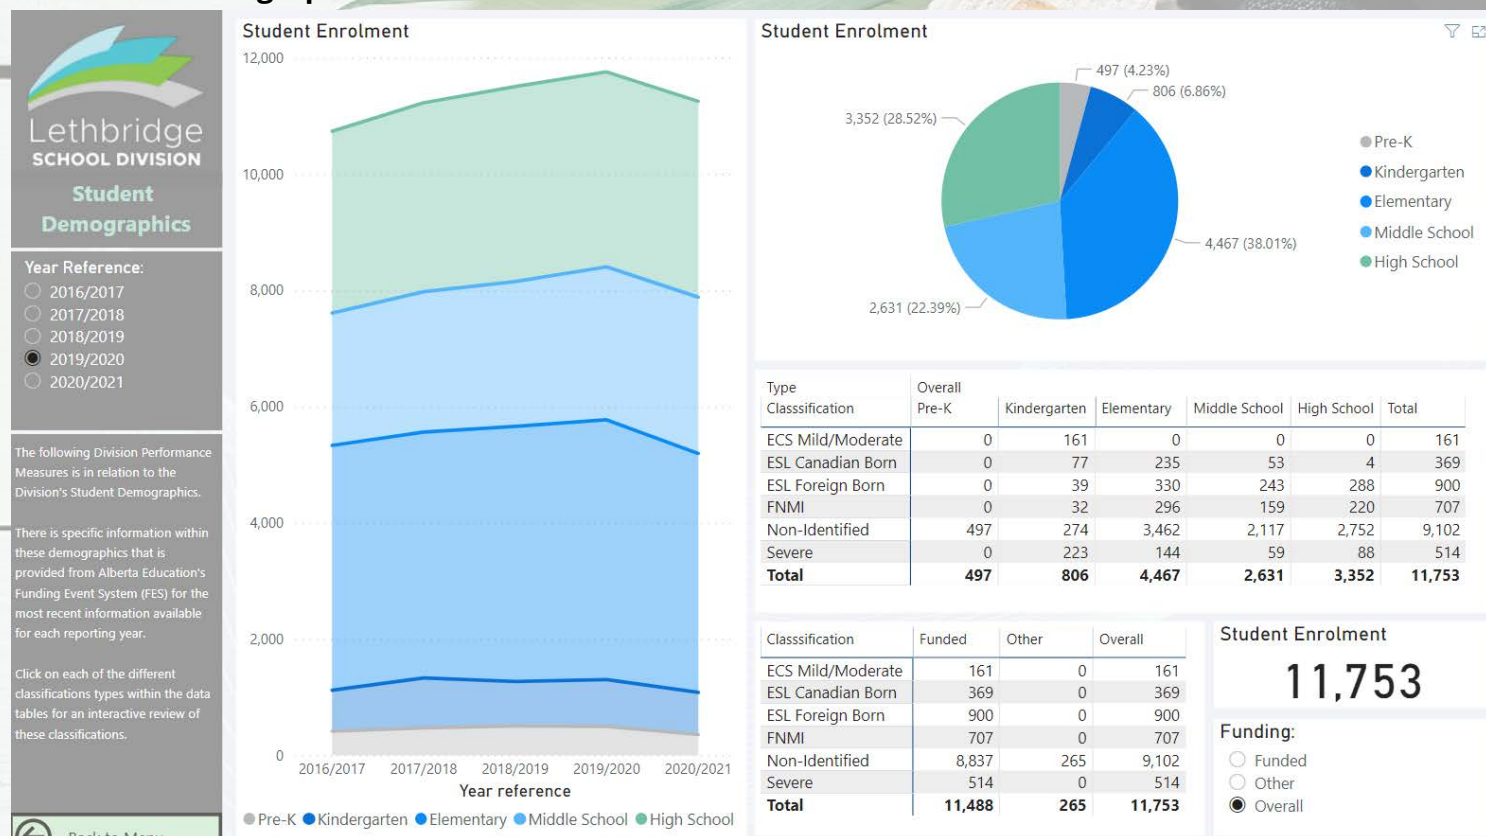 Lethbridge
SCHOOL DIVISION
Student
Demographics
Year Reference:
2016/2017
2017/2018
2018/2019
2019/2020
2020/2021
The following Division Performance
Measures is in relation to the
Division's Student Demographics.
There is specific information within
these demographics that is
provided from Alberta Education's
Funding Event System (FES) for the
most recent information available
for each reporting year.
Click on each of the different
classifications types within the data
tables for an interactive review of
these classifications.
Student Enrolment
12,000
10,000
8,000
6,000
4,000
2,000
0
2016/2017 2017/2018 2018/2019 2019/2020 2020/2021
Year reference
Pre-K Kindergarten Elementary Middle School High School
Student Enrolment
497 (4.23%)
806 (6.86%)
3,352 (28.52%)
4,467 (38.01%)
2,631 (22.39%)
Pre-K
Kindergarten
Elementary
Middle School
High School
Type Overall
Classsification Pre-K Kindergarten Elementary Middle School High School Total
ECS Mild/Moderate 0 161 0 0 0 161
ESL Canadian Born 0 77 235 53 4 369
ESL Foreign Born 0 39 330 243 288 900
FNMI 0 32 296 159 220 707
Non-Identified 497 274 3,462 2,117 2,752 9,102
Severe 0 223 144 59 88 514
Total 497 806 4,467 2,631 3,352 11,753
Classsification Funded Other Overall
ECS Mild/Moderate 161 0 161
ESL Canadian Born 369 0 369
ESL Foreign Born 900 0 900
FNMI 707 0 707
Non-Identified 8,837 265 9,102
Severe 514 0 514
Total 11,488 265 11,753
Student Enrolment
11,753
Funding:
Funded
Other
Overall